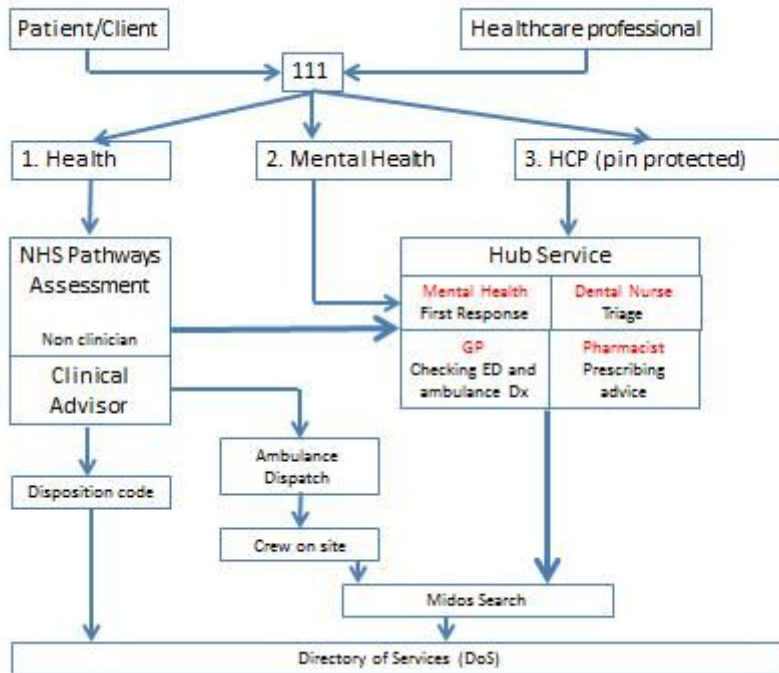 Patient/Client
Healthcare professional
111
1. Health
2. Mental Health
3. HCP (pin protected)
NHS Pathways
Assessment
Non clinician
Clinical
Advisor
Hub Service
Mental Health
First Response
Dental Nurse
Triage
GP
Checking ED and
ambulance Dx
Pharmacist
Prescribing
advice
Ambulance
Dispatch
Disposition code
Crew on site
Midos Search
Directory of Services (DoS)